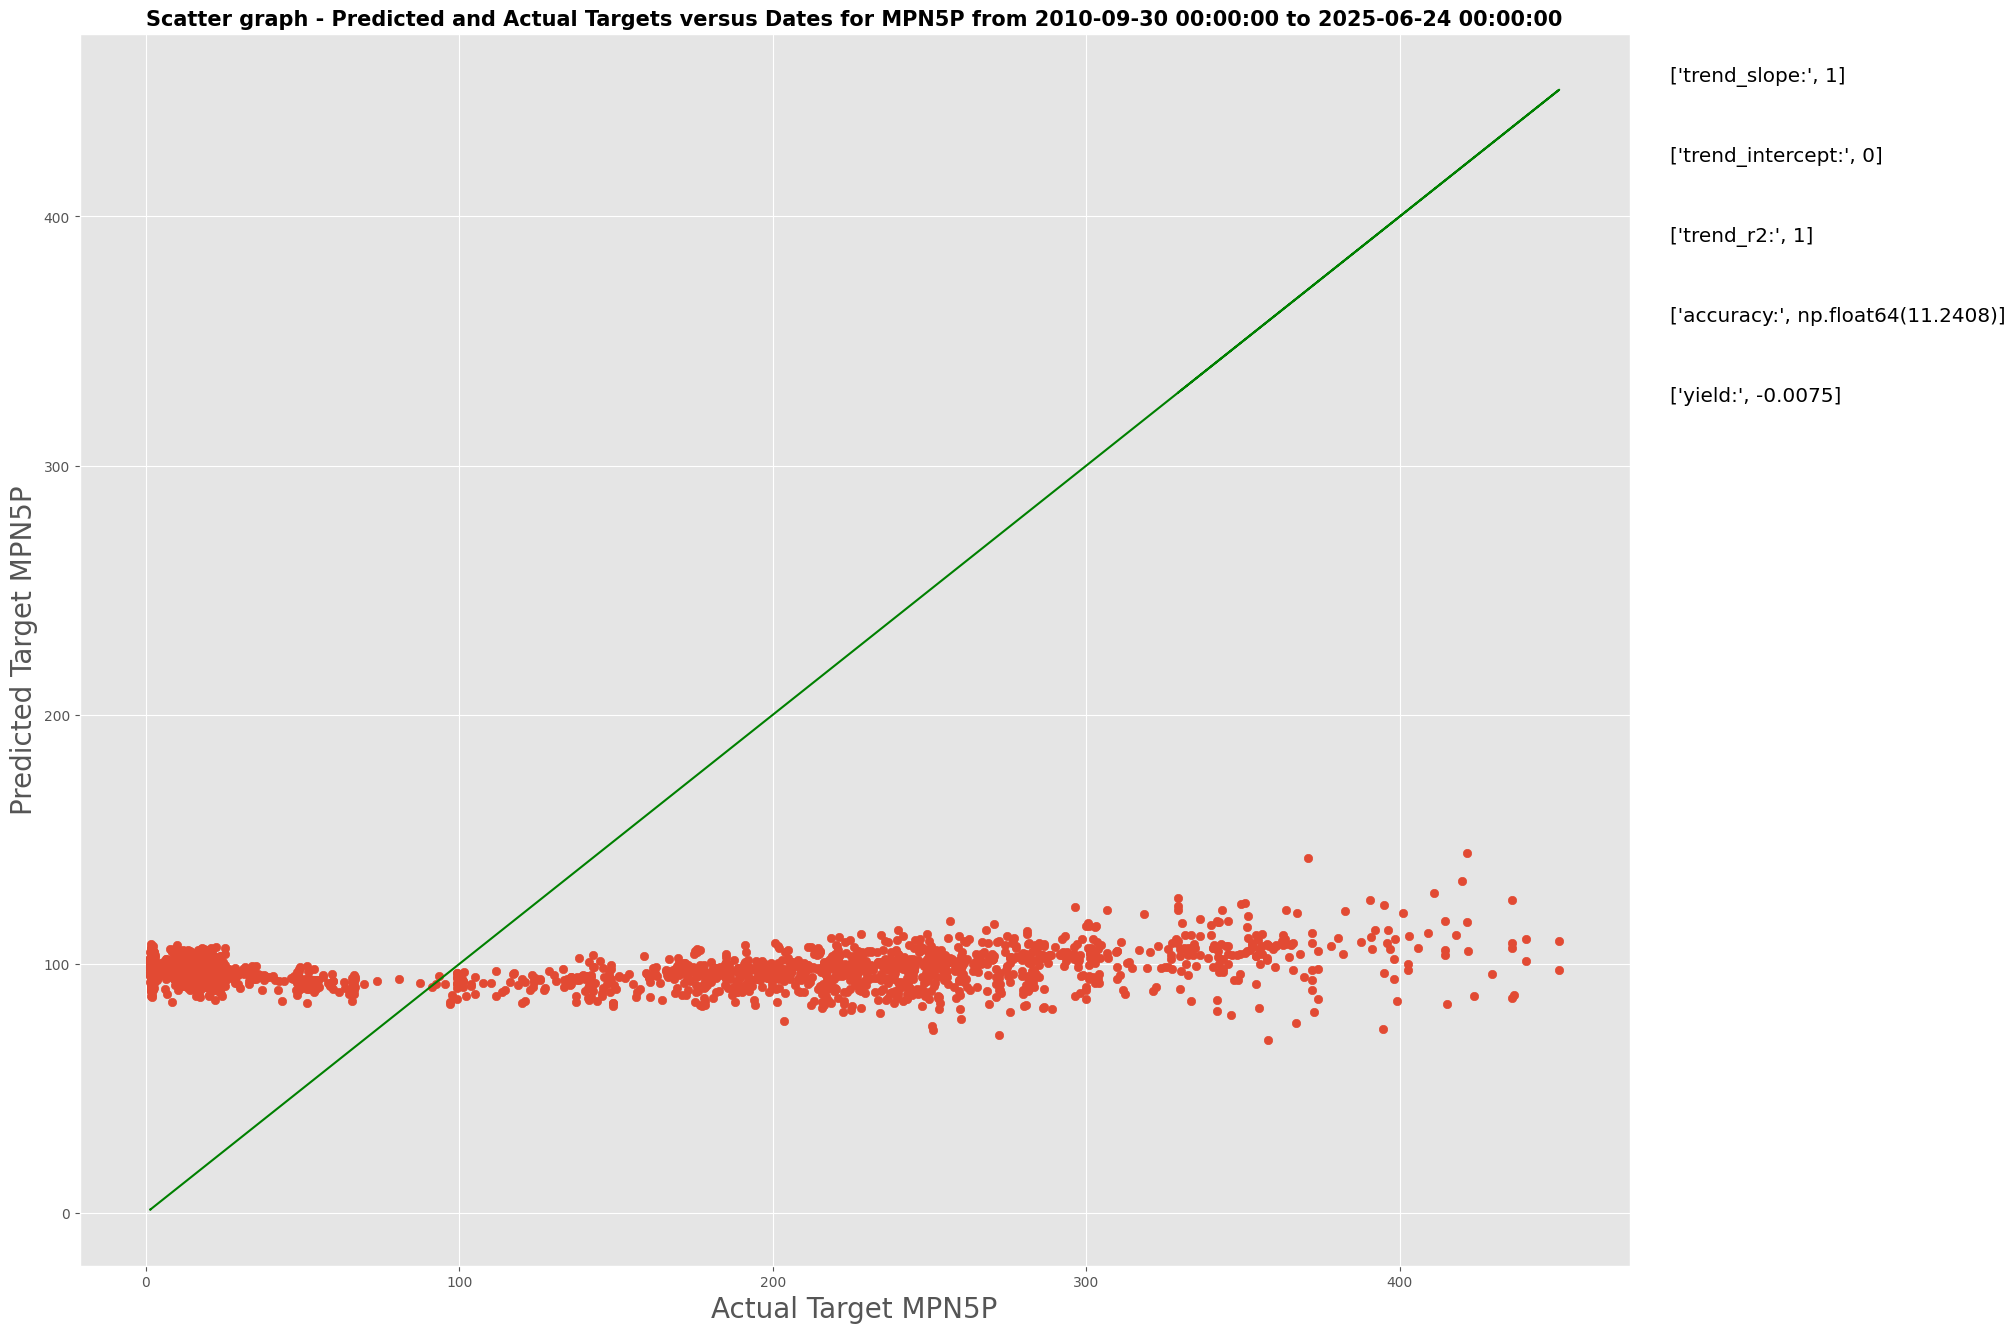 Scatter graph - Predicted and Actual Targets versus Dates for MPN5P from 2010-09-30 00:00:00 to 2025-06-24 00:00:00
['trend_slope:', 1]
['trend_intercept:', 0]
['trend_r2:', 1]
['accuracy:', np.float64(11.2408)]
['yield:', -0.0075]
Predicted Target MPN5P
400
300
200
100
0
0 100 200 300 400
Actual Target MPN5P